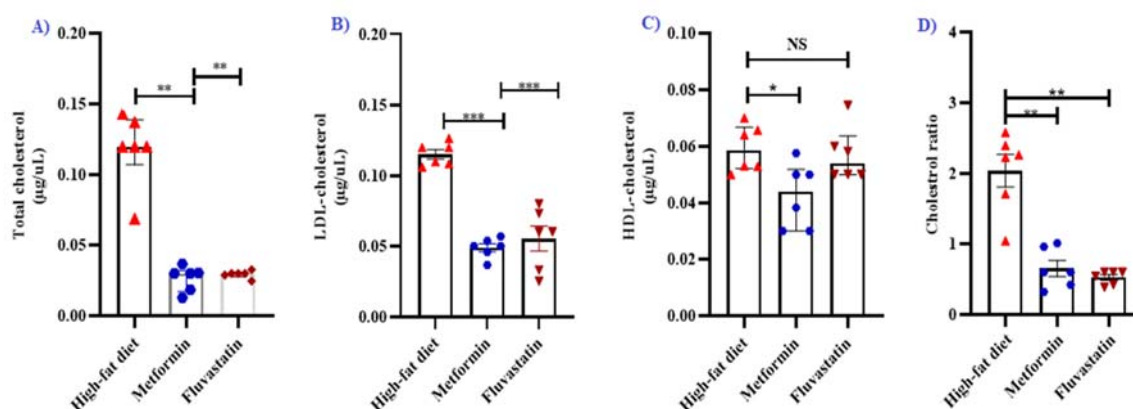 A)
Total cholesterol
(µg/uL)
0.20
0.15
0.10
0.05
0.00
**
**
High-fat diet
Metformin
Fluvastatin
B)
LDL-cholesterol
(µg/uL)
0.20
0.15
0.10
0.05
0.00
***
***
High-fat diet
Metformin
Fluvastatin
C)
HDL-cholesterol
(µg/uL)
0.10
0.08
0.06
0.04
0.02
0.00
NS
*
High-fat diet
Metformin
Fluvastatin
D)
Cholestrol ratio
4
3
2
1
0
**
**
High-fat diet
Metformin
Fluvastatin